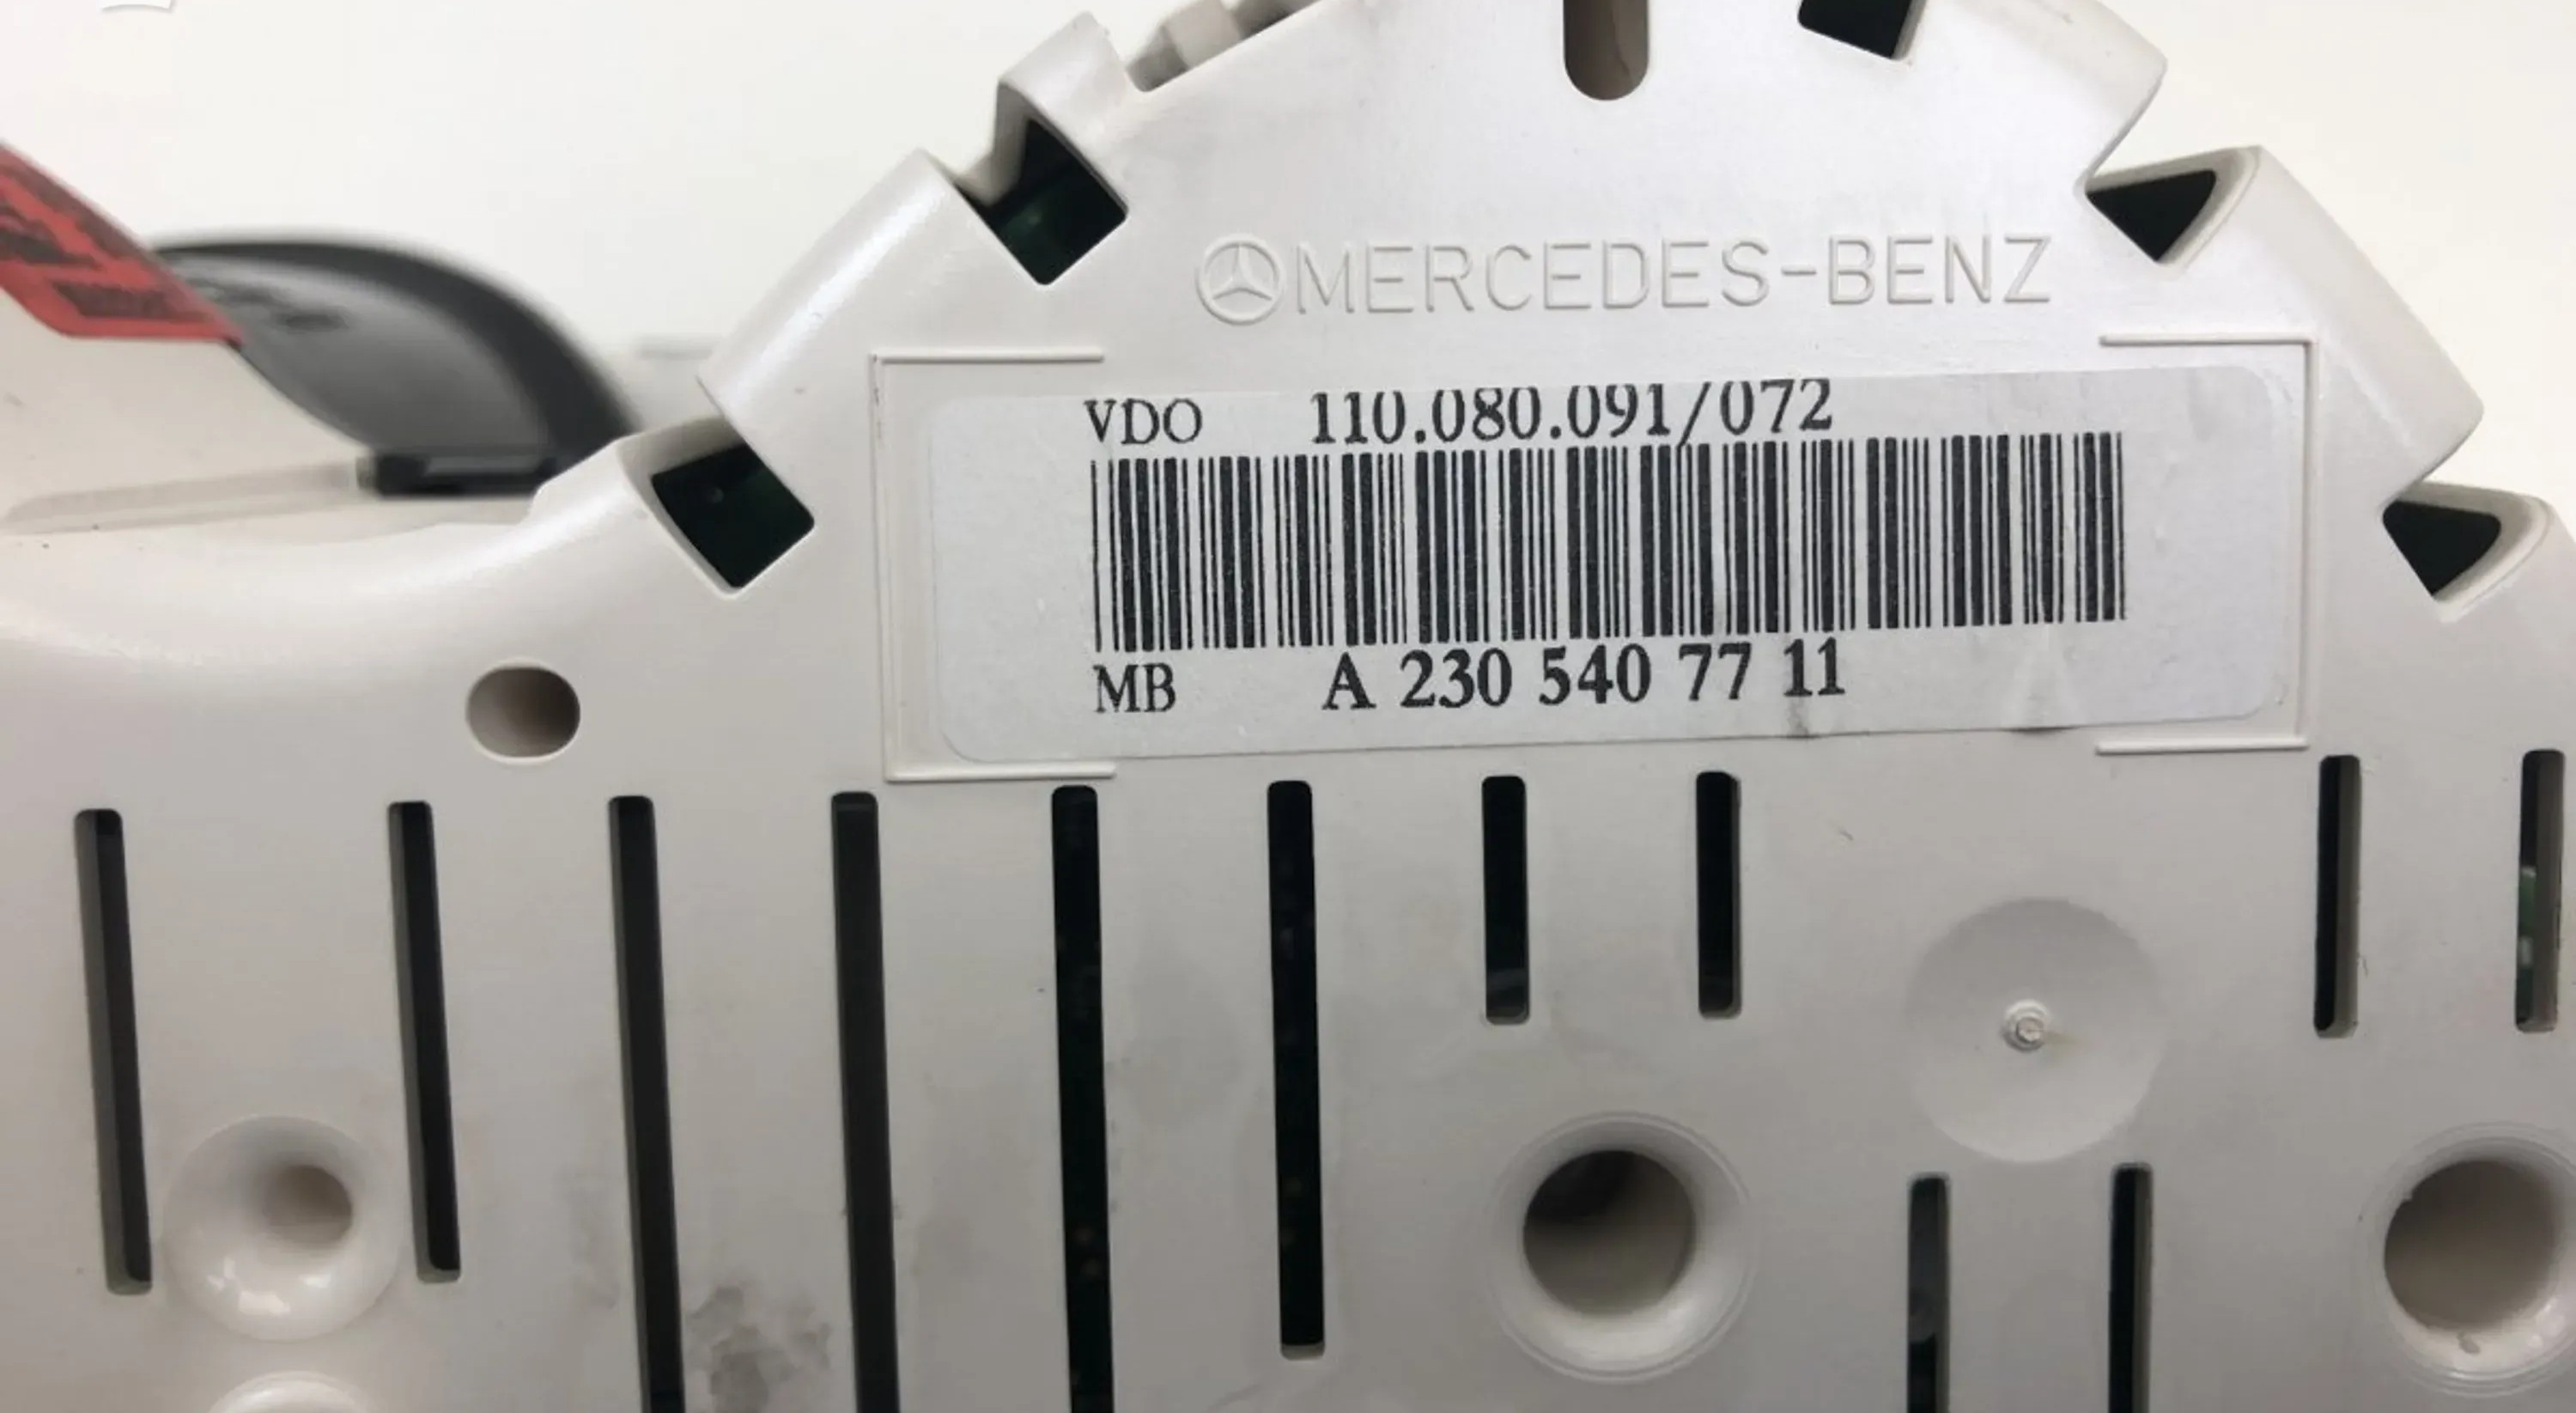 MERCEDES-BENZ
VDO 110.080.091/072
MB A 230 540 77 11